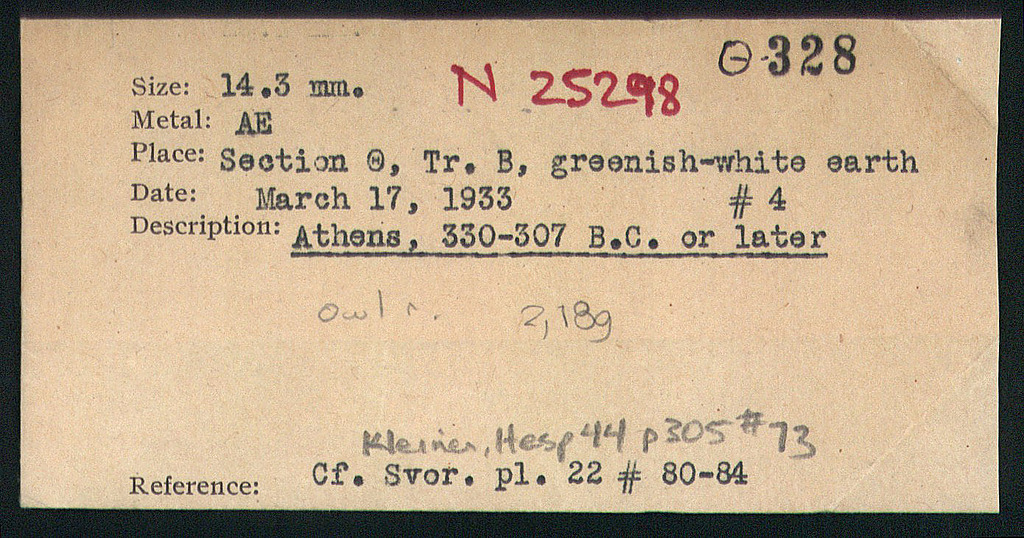 Θ-328
Size: 14.3 mm. N 25298
Metal: AE
Place: Section Θ, Tr. B, greenish-white earth
Date: March 17, 1933 # 4
Description: Athens, 330-307 B.C. or later
Owl r. 2,18g
Kleiner, Hesp 44 p305 #73
Reference: Cf. Svor. pl. 22 # 80-84